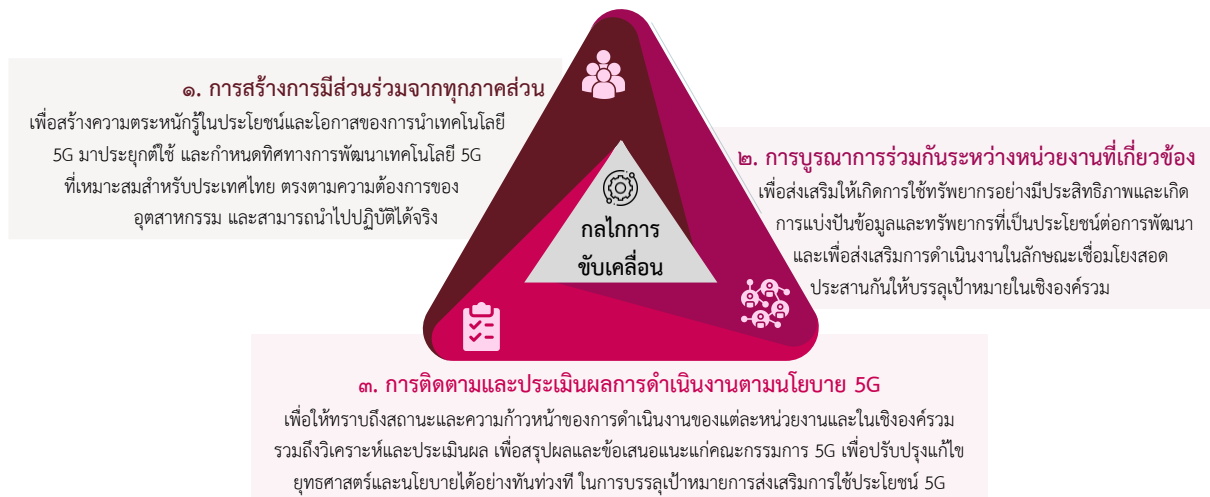 ๑. การสร้างการมีส่วนร่วมจากทุกภาคส่วน
เพื่อสร้างความตระหนักรู้ในประโยชน์และโอกาสของการนำเทคโนโลยี
5G มาประยุกต์ใช้ และกำหนดทิศทางการพัฒนาเทคโนโลยี 5G
ที่เหมาะสมสำหรับประเทศไทย ตรงตามความต้องการของ
อุตสาหกรรม และสามารถนำไปปฏิบัติได้จริง
กลไกการ
ขับเคลื่อน
๒. การบูรณาการร่วมกันระหว่างหน่วยงานที่เกี่ยวข้อง
เพื่อส่งเสริมให้เกิดการใช้ทรัพยากรอย่างมีประสิทธิภาพและเกิด
การแบ่งปันข้อมูลและทรัพยากรที่เป็นประโยชน์ต่อการพัฒนา
และเพื่อส่งเสริมการดำเนินงานในลักษณะเชื่อมโยงสอด
ประสานกันให้บรรลุเป้าหมายในเชิงองค์รวม
๓. การติดตามและประเมินผลการดำเนินงานตามนโยบาย 5G
เพื่อให้ทราบถึงสถานะและความก้าวหน้าของการดำเนินงานของแต่ละหน่วยงานและในเชิงองค์รวม
รวมถึงวิเคราะห์และประเมินผล เพื่อสรุปผลและข้อเสนอแนะแก่คณะกรรมการ 5G เพื่อปรับปรุงแก้ไข
ยุทธศาสตร์และนโยบายได้อย่างทันท่วงที ในการบรรลุเป้าหมายการส่งเสริมการใช้ประโยชน์ 5G